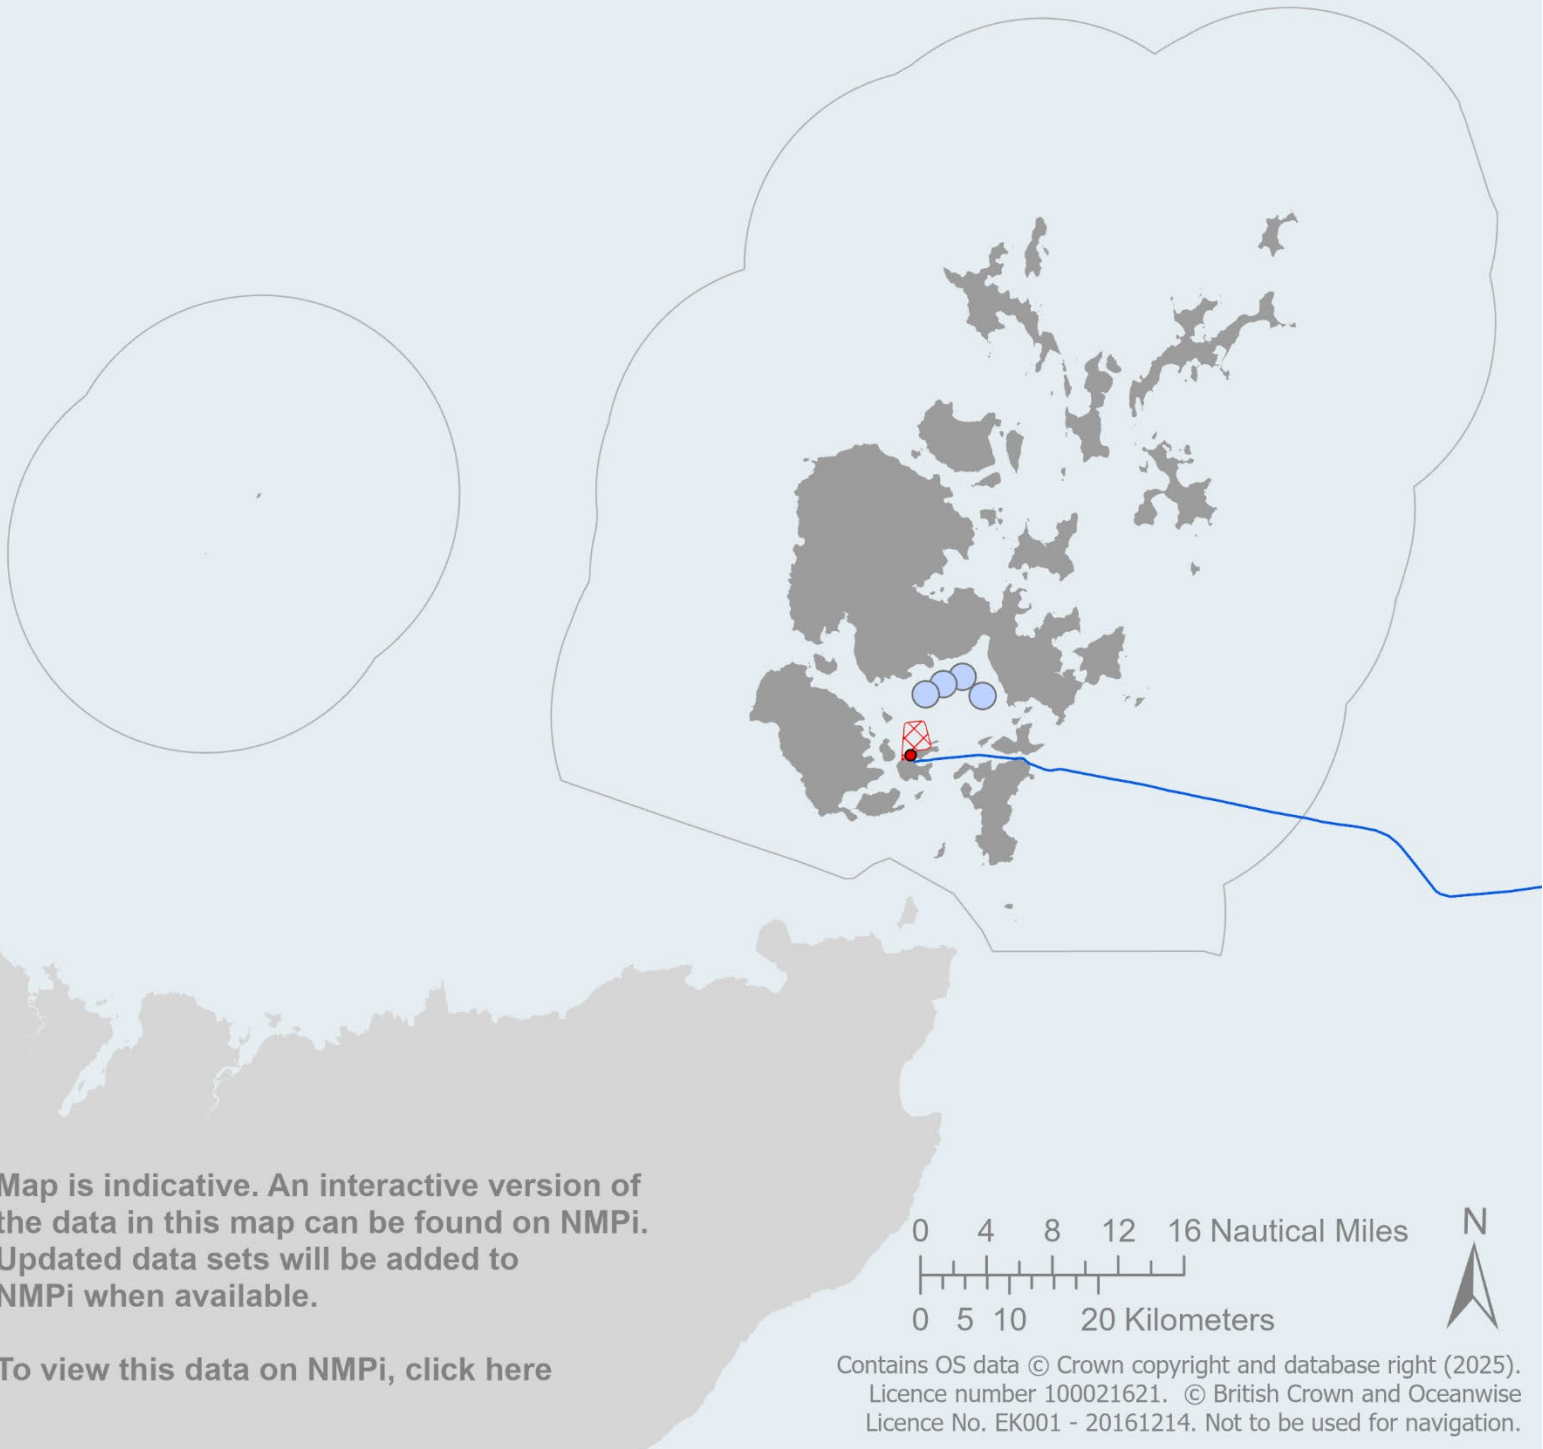 Map is indicative. An interactive version of
the data in this map can be found on NMPi.
Updated data sets will be added to
NMPi when available.
To view this data on NMPi, click here
0 4 8 12 16 Nautical Miles
0 5 10 20 Kilometers
N
Contains OS data © Crown copyright and database right (2025).
Licence number 100021621. © British Crown and Oceanwise
Licence No. EK001 - 20161214. Not to be used for navigation.